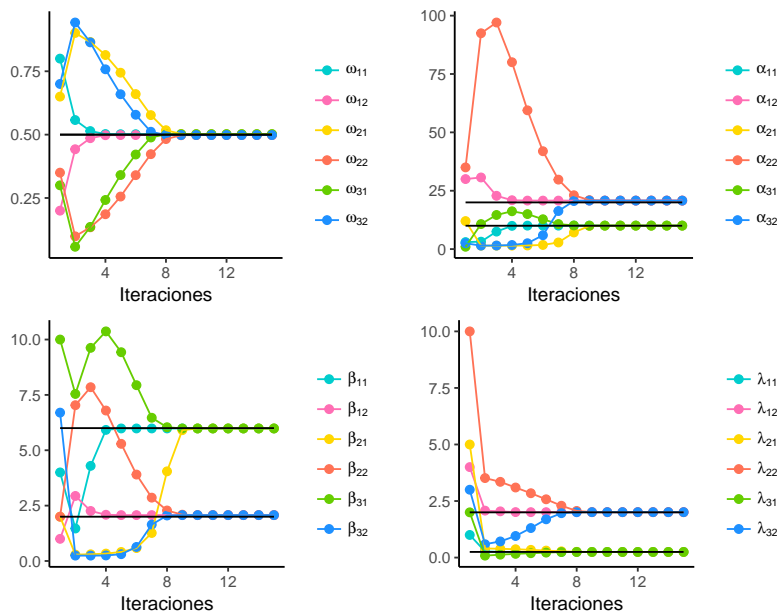 0.75
0.50
0.25
4
8
12
Iteraciones
ω11
ω12
ω21
ω22
ω31
ω32
100
75
50
25
0
4
8
12
Iteraciones
α11
α12
α21
α22
α31
α32
10.0
7.5
5.0
2.5
0.0
4
8
12
Iteraciones
β11
β12
β21
β22
β31
β32
10.0
7.5
5.0
2.5
0.0
4
8
12
Iteraciones
λ11
λ12
λ21
λ22
λ31
λ32